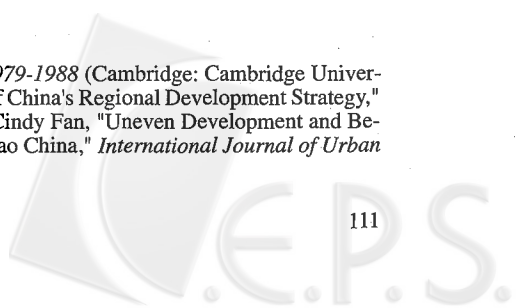 979-1988 (Cambridge: Cambridge Univer-
f China's Regional Development Strategy,"
Cindy Fan, "Uneven Development and Be-
ao China," International Journal of Urban
111
C.E.P.S.